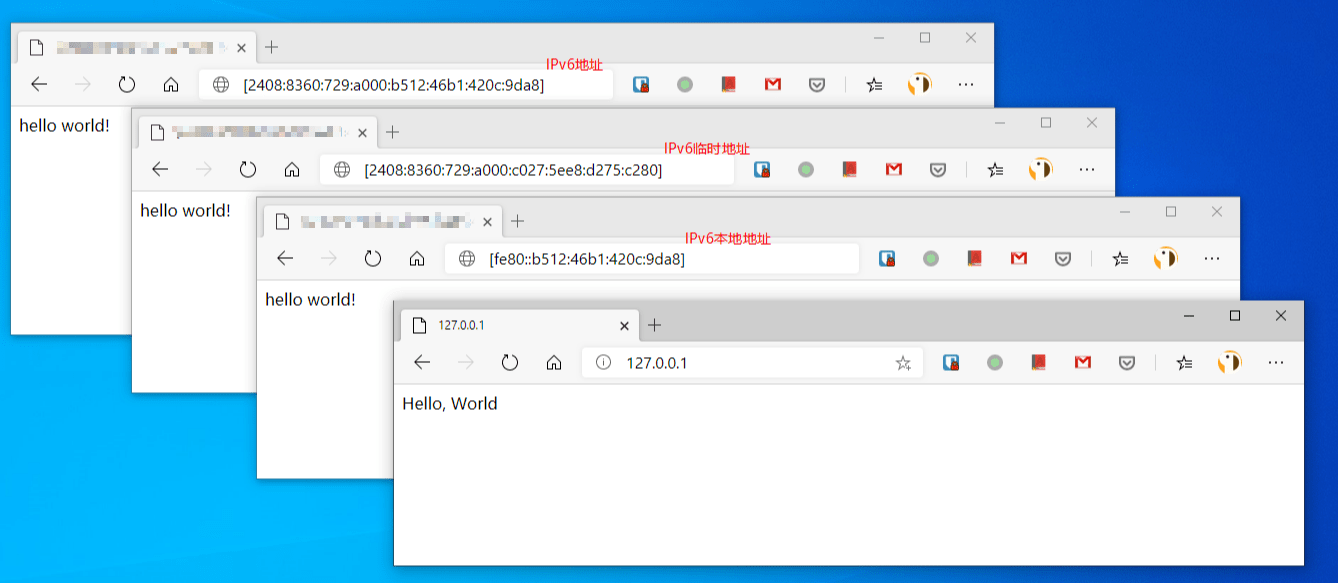 IPv6地址
[2408:8360:729:a000:b512:46b1:420c:9da8]
hello world!
IPv6临时地址
[2408:8360:729:a000:c027:5ee8:d275:c280]
hello world!
IPv6本地地址
[fe80::b512:46b1:420c:9da8]
hello world!
127.0.0.1
127.0.0.1
Hello, World